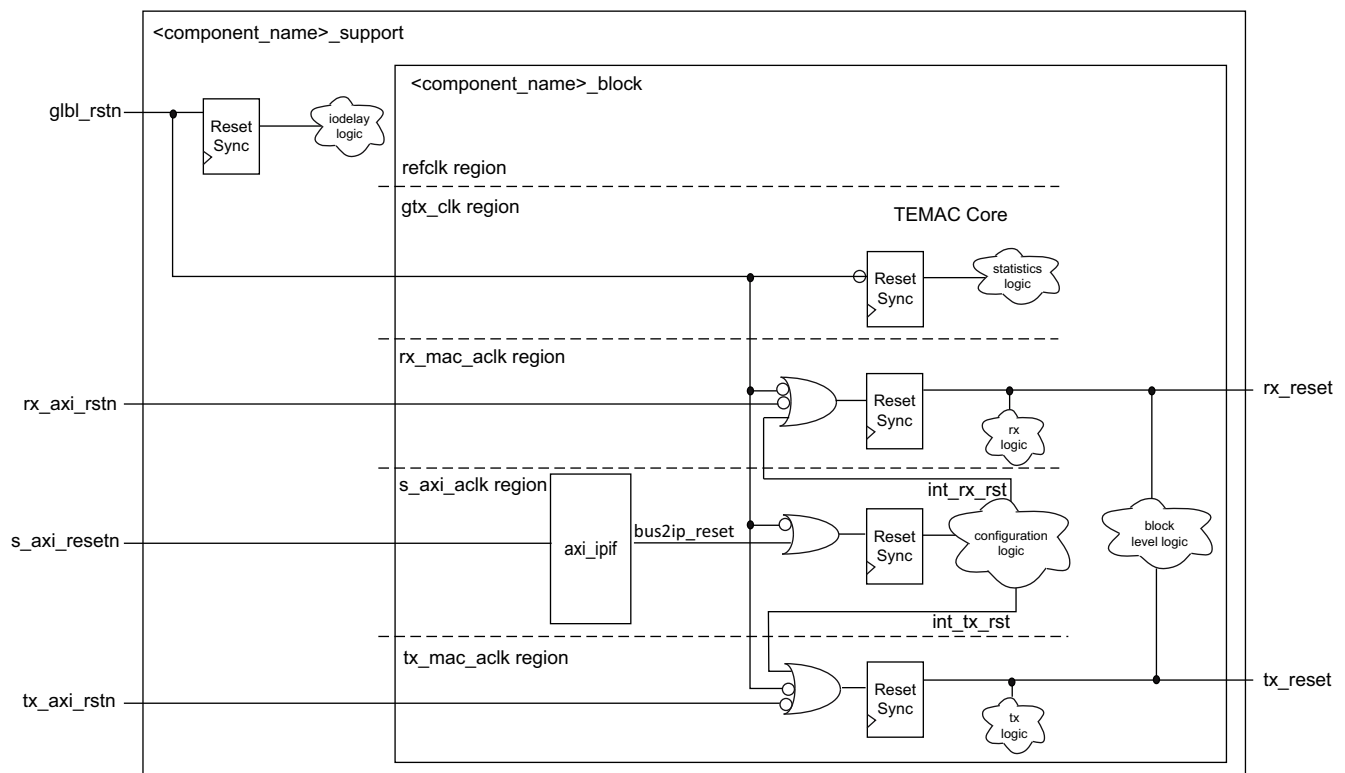 <component_name>_support
<component_name>_block
glbl_rstn
Reset
Sync
iodelay
logic
refclk region
gtx_clk region
TEMAC Core
Reset
Sync
statistics
logic
rx_mac_aclk region
rx_axi_rstn
Reset
Sync
rx
logic
rx_reset
s_axi_aclk region
int_rx_rst
s_axi_resetn
axi_ipif
bus2ip_reset
Reset
Sync
configuration
logic
block
level logic
int_tx_rst
tx_mac_aclk region
tx_axi_rstn
Reset
Sync
tx
logic
tx_reset